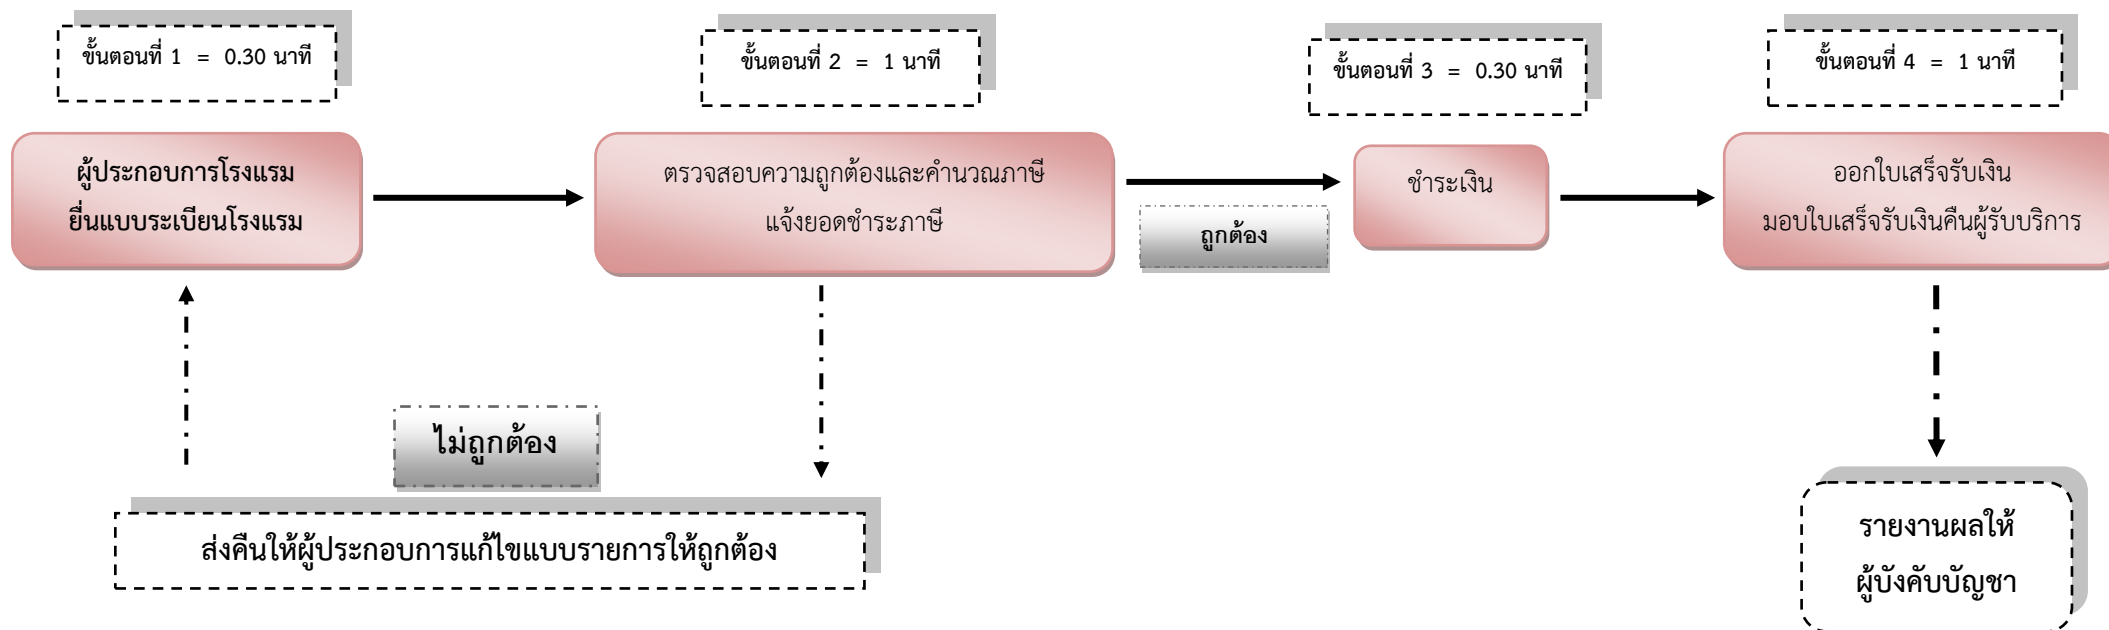 ขั้นตอนที่ 1 = 0.30 นาที
ขั้นตอนที่ 2 = 1 นาที
ขั้นตอนที่ 3 = 0.30 นาที
ขั้นตอนที่ 4 = 1 นาที
ผู้ประกอบการโรงแรม
ยื่นแบบระเบียนโรงแรม
ตรวจสอบความถูกต้องและคำนวณภาษี
แจ้งยอดชำระภาษี
ถูกต้อง
ชำระเงิน
ออกใบเสร็จรับเงิน
มอบใบเสร็จรับเงินคืนผู้รับบริการ
ไม่ถูกต้อง
ส่งคืนให้ผู้ประกอบการแก้ไขแบบรายการให้ถูกต้อง
รายงานผลให้
ผู้บังคับบัญชา